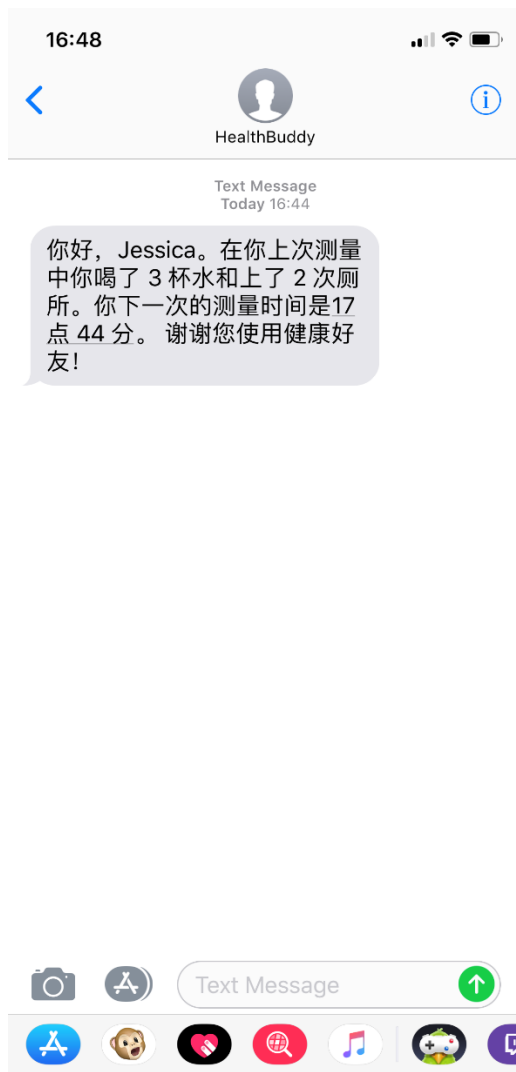 16:48
HealthBuddy
Text Message
Today 16:44
你好，Jessica。在你上次测量
中你喝了 3 杯水和上了 2 次厕
所。你下一次的测量时间是17
点 44 分。 谢谢您使用健康好
友！
Text Message